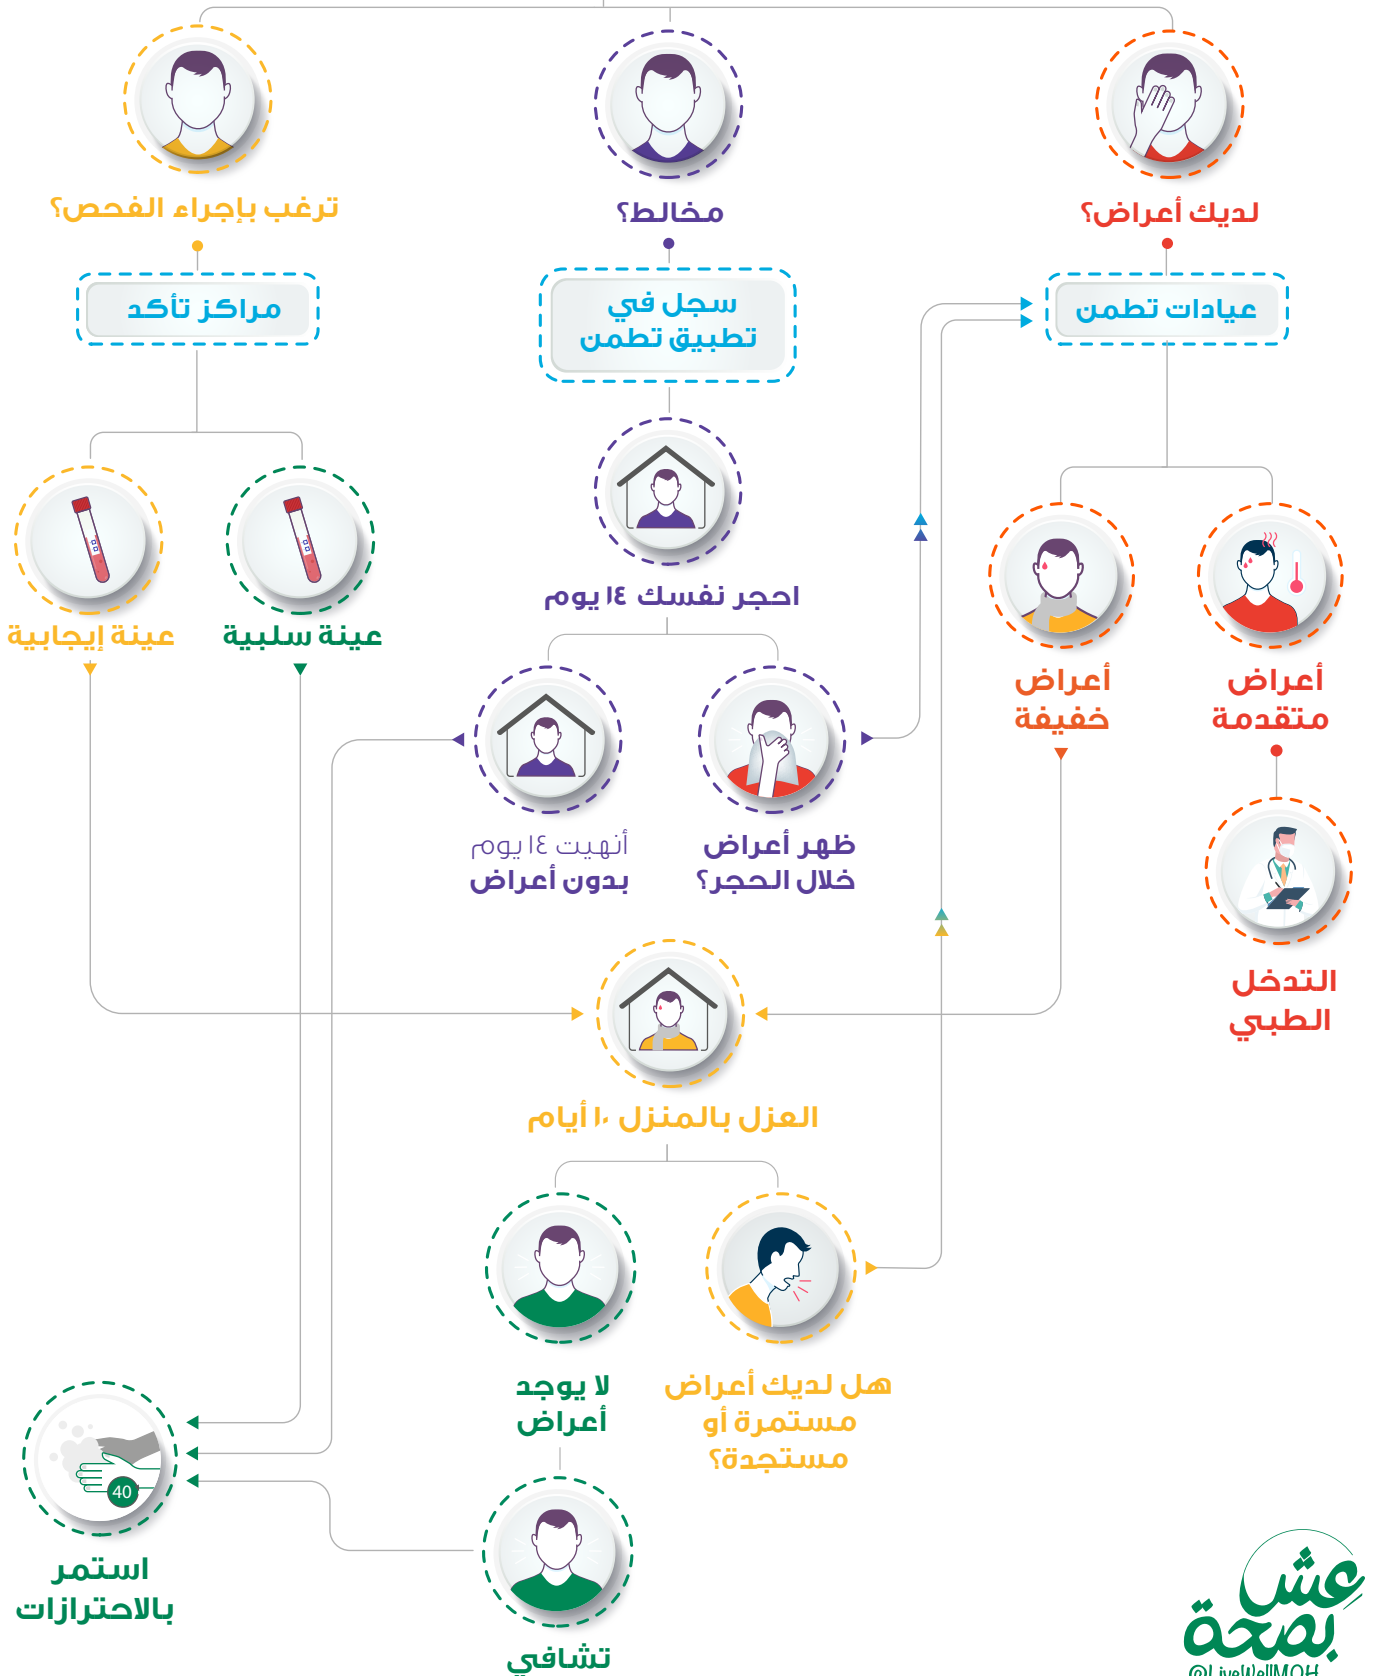 لديك أعراض؟
مخالط؟
ترغب بإجراء الفحص؟
عيادات تطمن
سجل في
تطبيق تطمن
مراكز تأكد
احجر نفسك ١٤ يوم
عينة سلبية
عينة إيجابية
أعراض
متقدمة
أعراض
خفيفة
ظهر أعراض
خلال الحجر؟
أنهيت ١٤ يوم
بدون أعراض
التدخل
الطبي
العزل بالمنزل ١٠ أيام
هل لديك أعراض
مستمرة أو
مستجدة؟
لا يوجد
أعراض
40
استمر
بالاحترازات
تشافي
عش
بصحة
@LiveWellMOH